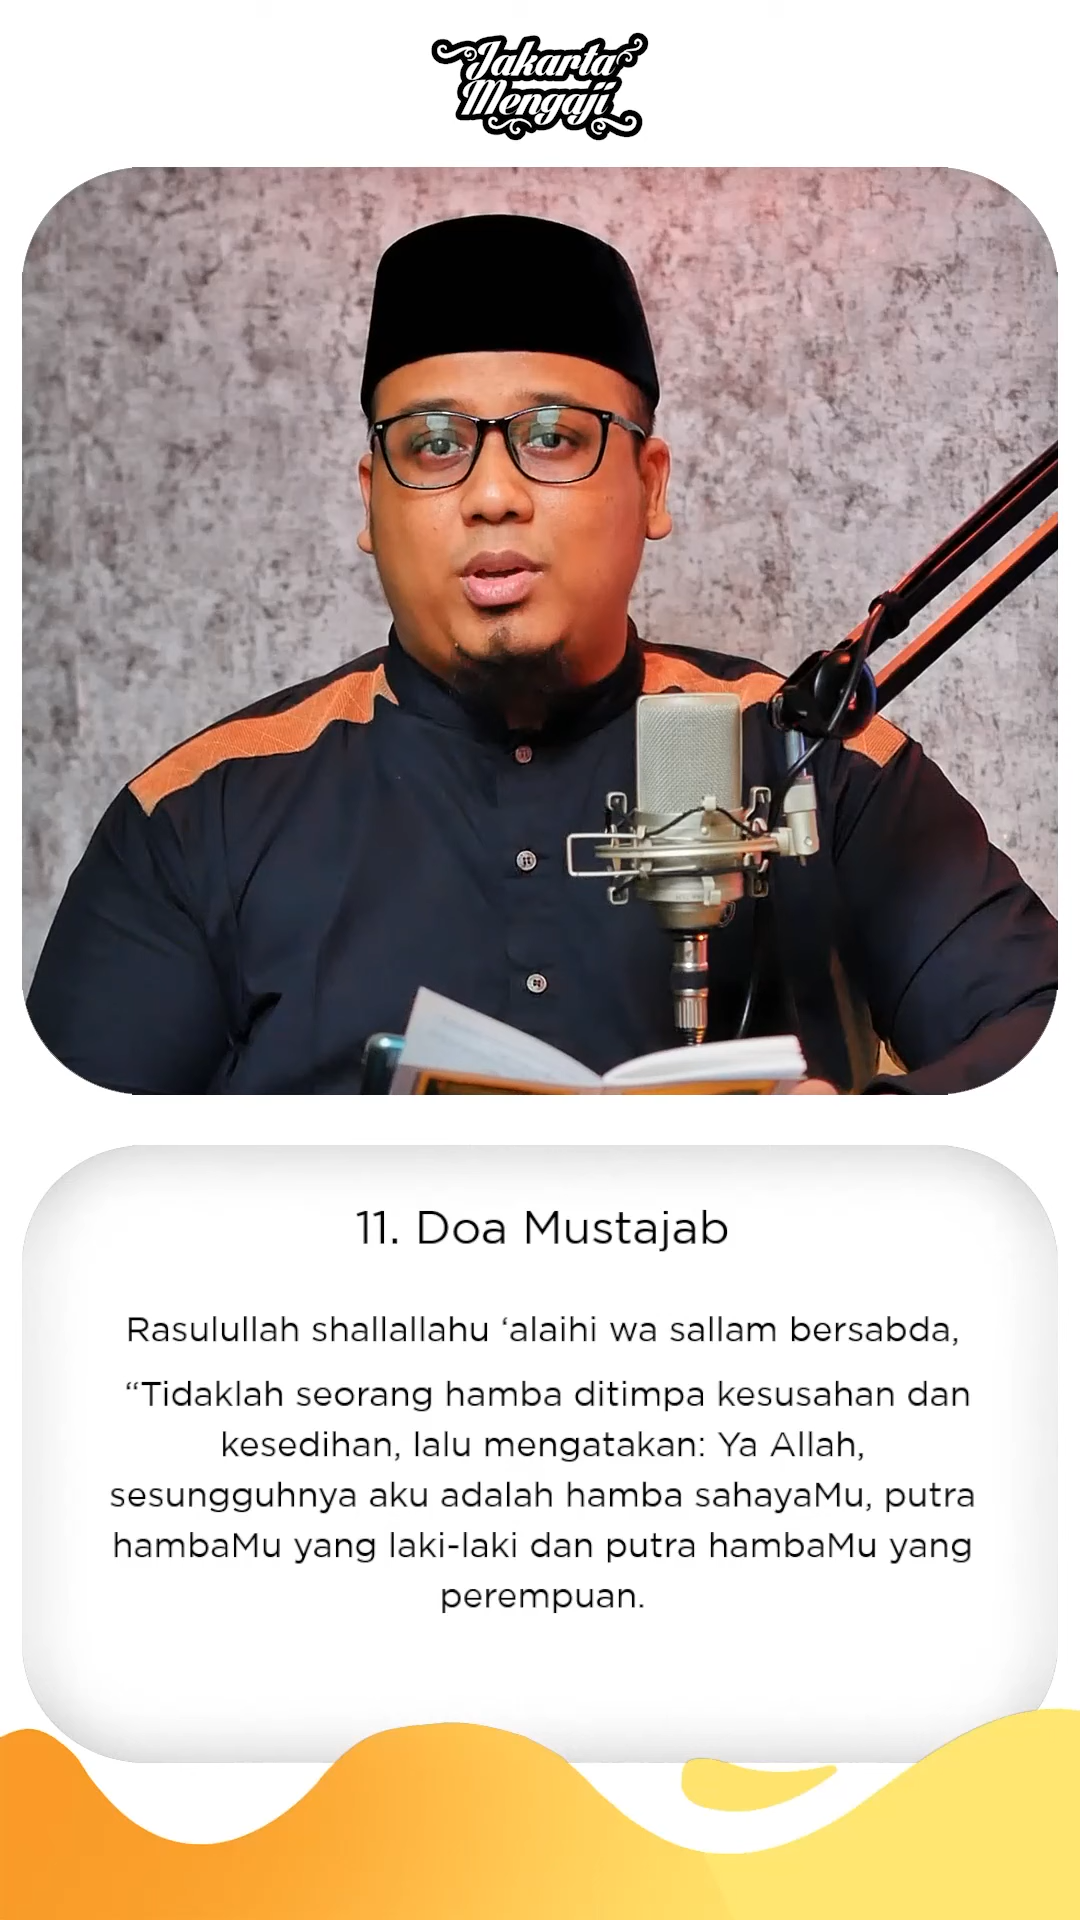 Jakarta
Mengaji
11. Doa Mustajab
Rasulullah shallallahu ‘alaihi wa sallam bersabda,
“Tidaklah seorang hamba ditimpa kesusahan dan
kesedihan, lalu mengatakan: Ya Allah,
sesungguhnya aku adalah hamba sahayaMu, putra
hambaMu yang laki-laki dan putra hambaMu yang
perempuan.